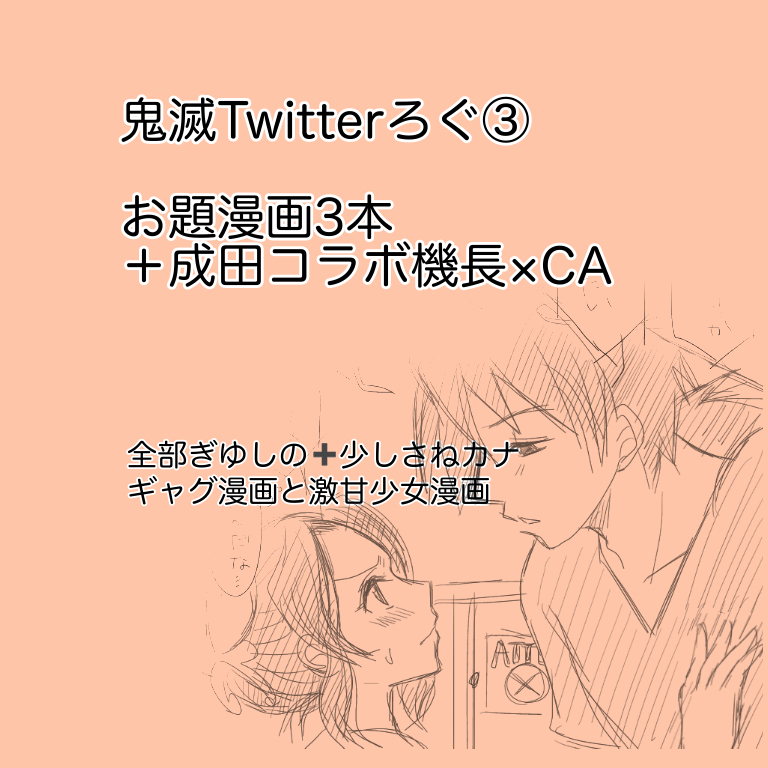 鬼滅Twitterろぐ③
お題漫画3本
＋成田コラボ機長×CA
全部ぎゆしの➕少しさねカナ
ギャグ漫画と激甘少女漫画